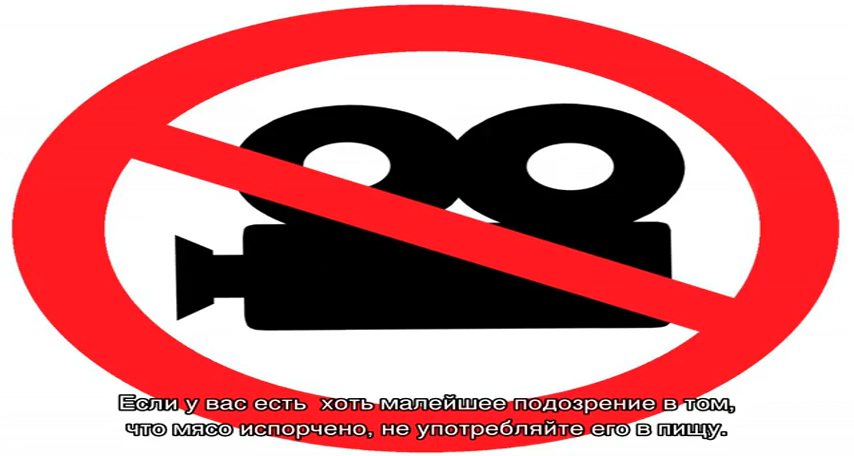 Если у вас есть хоть малейшее подозрение в том,
что мясо испорчено, не употребляйте его в пищу.